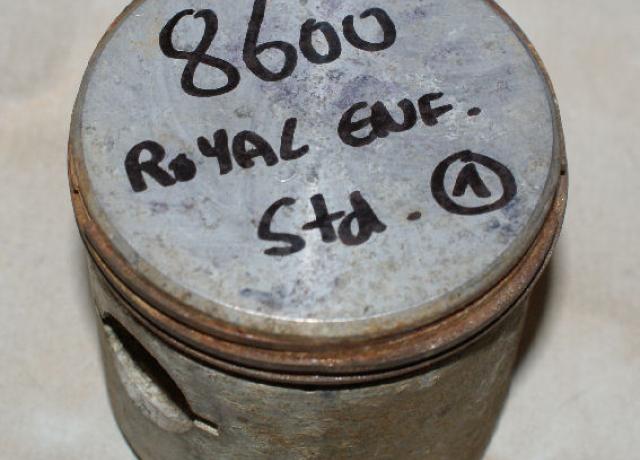 8600
ROYAL ENF.
Std. 1